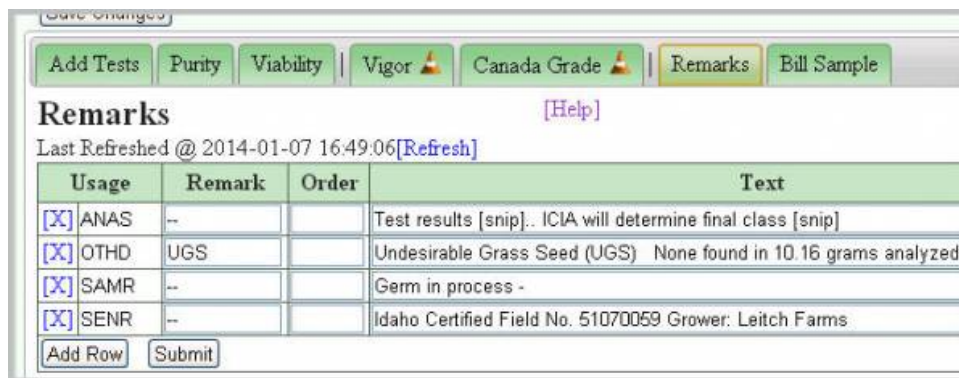 Save Changes
Add Tests Purity Viability | Vigor Canada Grade | Remarks Bill Sample
Remarks [Help]
Last Refreshed @ 2014-01-07 16:49:06[Refresh]
Usage Remark Order Text
[X] ANAS -- Test results [snip].. ICIA will determine final class [snip]
[X] OTHD UGS Undesirable Grass Seed (UGS) None found in 10.16 grams analyzed
[X] SAMR -- Germ in process -
[X] SENR -- Idaho Certified Field No. 51070059 Grower: Leitch Farms
Add Row Submit